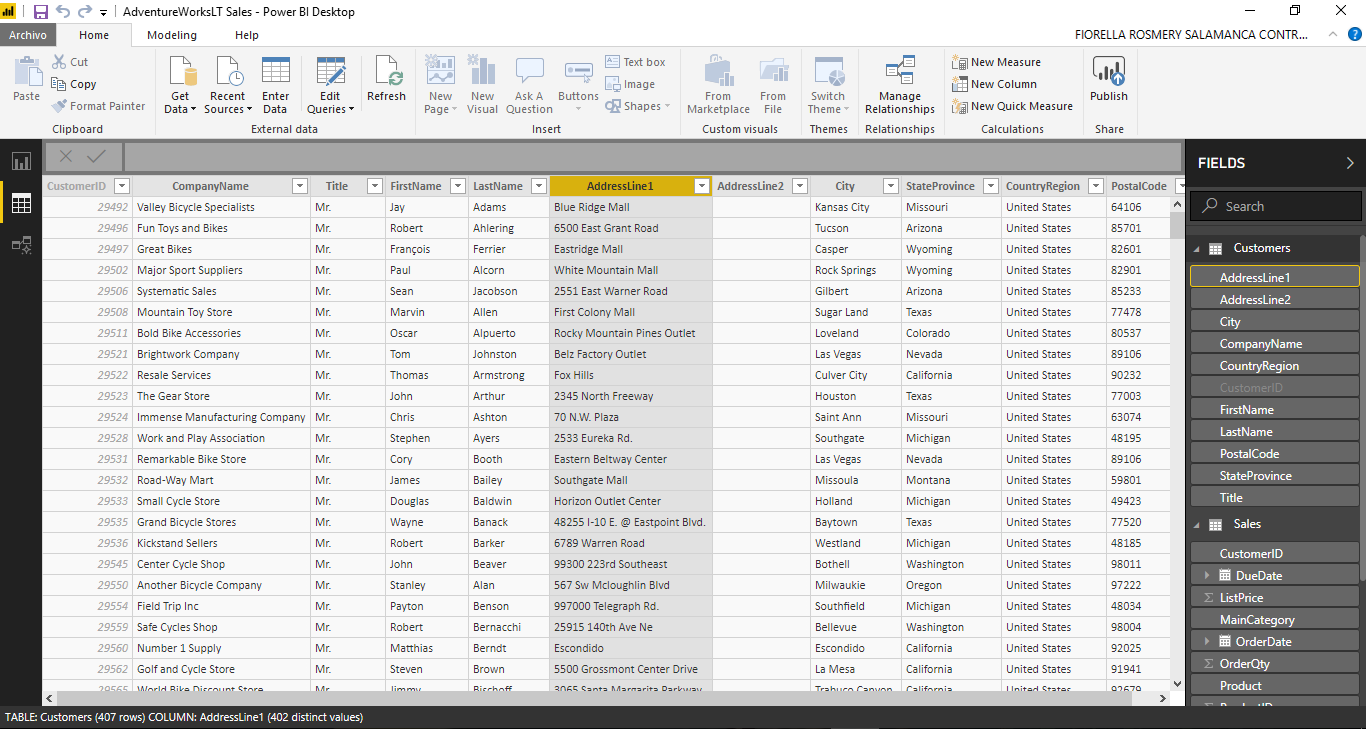 AdventureWorksLT Sales - Power BI Desktop
Archivo Home Modeling Help FIORELLA ROSMERY SALAMANCA CONTR...
Paste Cut Copy Format Painter
Get Data Recent Sources Enter Data Edit Queries Refresh
New Page New Visual Ask A Question Buttons Text box Image Shapes
From Marketplace From File Switch Theme Manage Relationships
New Measure New Column New Quick Measure Publish
Clipboard External data Insert Custom visuals Themes Relationships Calculations Share
CustomerID CompanyName Title FirstName LastName AddressLine1 AddressLine2 City StateProvince CountryRegion PostalCode
29492 Valley Bicycle Specialists Mr. Jay Adams Blue Ridge Mall Kansas City Missouri United States 64106
29496 Fun Toys and Bikes Mr. Robert Ahlering 6500 East Grant Road Tucson Arizona United States 85701
29497 Great Bikes Mr. François Ferrier Eastridge Mall Casper Wyoming United States 82601
29502 Major Sport Suppliers Mr. Paul Alcorn White Mountain Mall Rock Springs Wyoming United States 82901
29506 Systematic Sales Mr. Sean Jacobson 2551 East Warner Road Gilbert Arizona United States 85233
29508 Mountain Toy Store Mr. Marvin Allen First Colony Mall Sugar Land Texas United States 77478
29511 Bold Bike Accessories Mr. Oscar Alpuerto Rocky Mountain Pines Outlet Loveland Colorado United States 80537
29521 Brightwork Company Mr. Tom Johnston Belz Factory Outlet Las Vegas Nevada United States 89106
29522 Resale Services Mr. Thomas Armstrong Fox Hills Culver City California United States 90232
29523 The Gear Store Mr. John Arthur 2345 North Freeway Houston Texas United States 77003
29524 Immense Manufacturing Company Mr. Chris Ashton 70 N.W. Plaza Saint Ann Missouri United States 63074
29528 Work and Play Association Mr. Stephen Ayers 2533 Eureka Rd. Southgate Michigan United States 48195
29531 Remarkable Bike Store Mr. Cory Booth Eastern Beltway Center Las Vegas Nevada United States 89106
29532 Road-Way Mart Mr. James Bailey Southgate Mall Missoula Montana United States 59801
29533 Small Cycle Store Mr. Douglas Baldwin Horizon Outlet Center Holland Michigan United States 49423
29535 Grand Bicycle Stores Mr. Wayne Banack 48255 I-10 E. @ Eastpoint Blvd. Baytown Texas United States 77520
29536 Kickstand Sellers Mr. Robert Barker 6789 Warren Road Westland Michigan United States 48185
29545 Center Cycle Shop Mr. John Beaver 99300 223rd Southeast Bothell Washington United States 98011
29550 Another Bicycle Company Mr. Stanley Alan 567 Sw Mcloughlin Blvd Milwaukie Oregon United States 97222
29554 Field Trip Inc Mr. Payton Benson 997000 Telegraph Rd. Southfield Michigan United States 48034
29559 Safe Cycles Shop Mr. Robert Bernacchi 25915 140th Ave Ne Bellevue Washington United States 98004
29560 Number 1 Supply Mr. Matthias Berndt Escondido Escondido California United States 92025
29562 Golf and Cycle Store Mr. Steven Brown 5500 Grossmont Center Drive La Mesa California United States 91941
29565 World Bike Discount Store Mr. Jimmy Bischoff 3065 Santa Margarita Parkway Trabuco Canyon California United States 92679
FIELDS
Search
Customers
AddressLine1
AddressLine2
City
CompanyName
CountryRegion
CustomerID
FirstName
LastName
PostalCode
StateProvince
Title
Sales
CustomerID
DueDate
Σ ListPrice
MainCategory
OrderDate
Σ OrderQty
Product
Σ ProductID
TABLE: Customers (407 rows) COLUMN: AddressLine1 (402 distinct values)